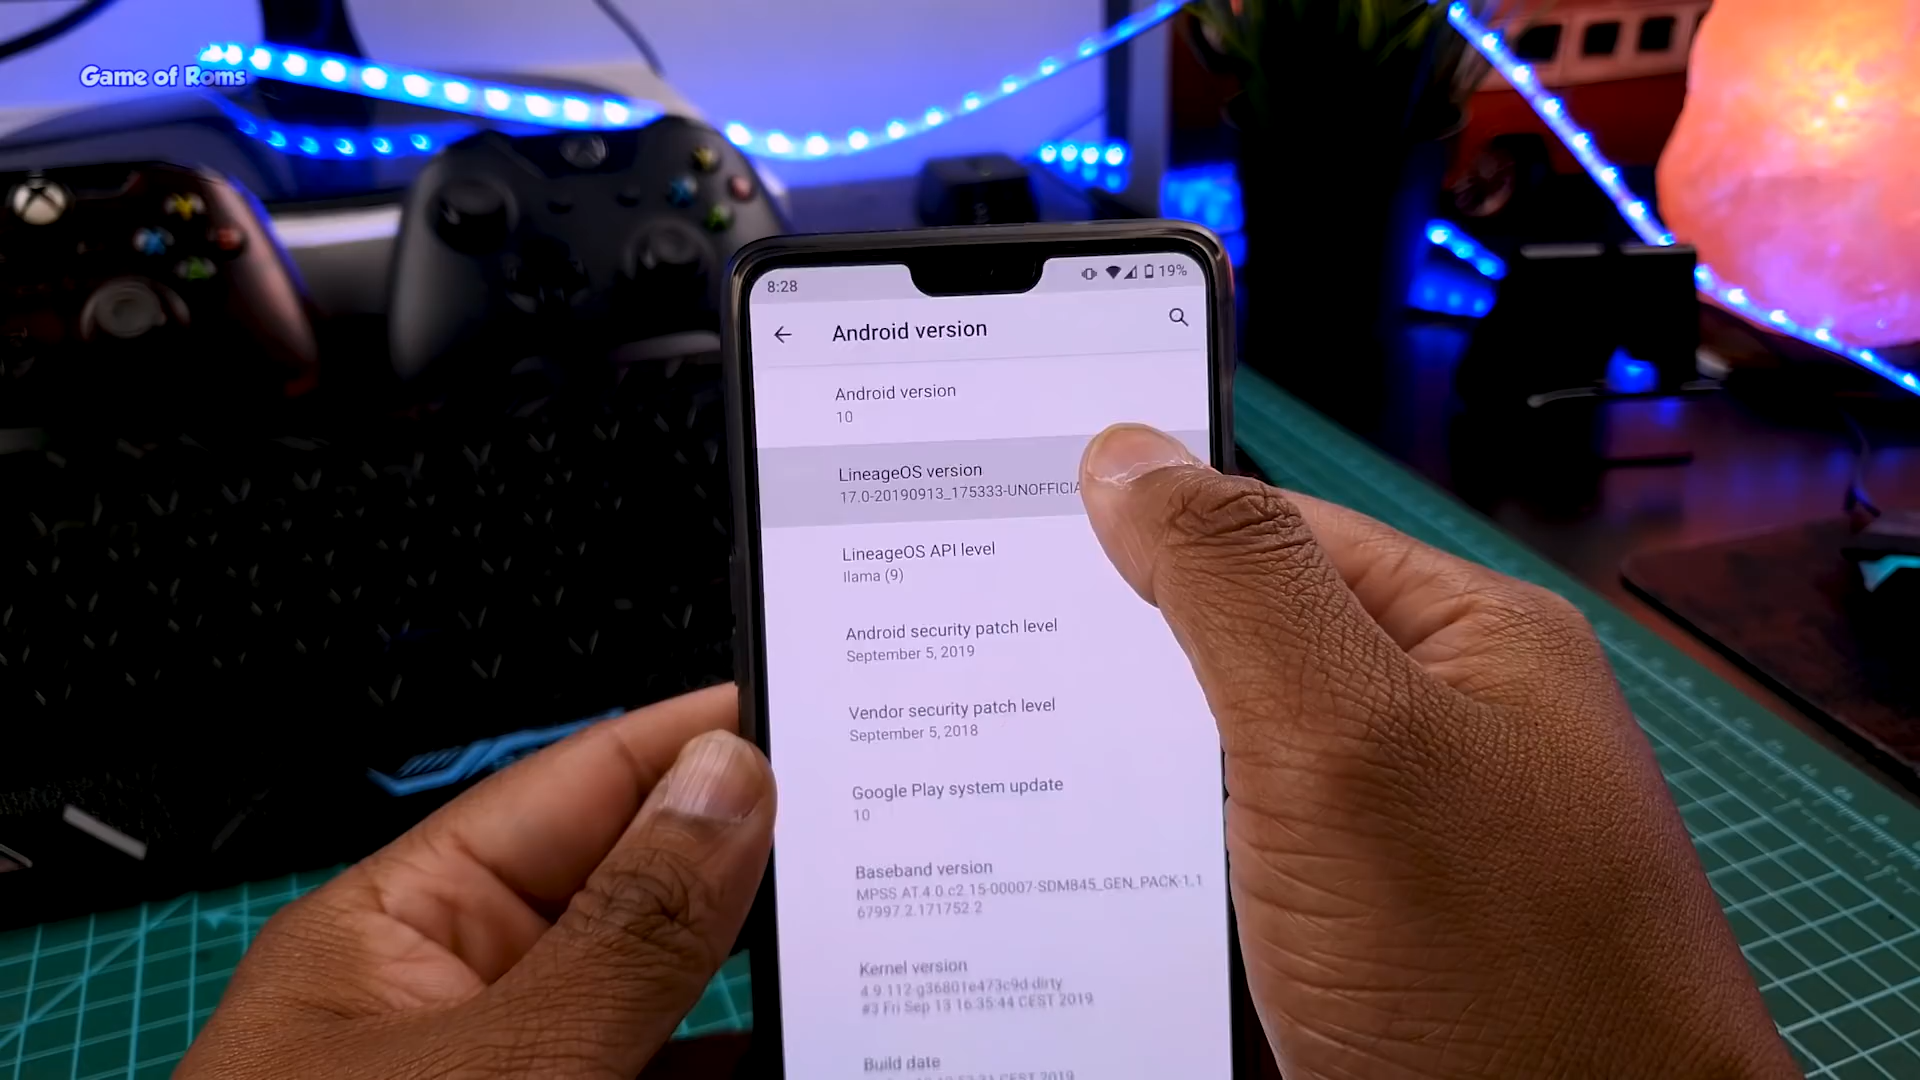 Game of Roms
8:28
19%
Android version
Android version
10
LineageOS version
17.0-20190913_175333-UNOFFICIA
LineageOS API level
Ilama (9)
Android security patch level
September 5, 2019
Vendor security patch level
September 5, 2018
Google Play system update
10
Baseband version
MPSS.AT.4.0.c2.15-00007-SDM845_GEN_PACK-1.1
67997.2.171752.2
Kernel version
4.9.112-g36801e473c9d-dirty
#3 Fri Sep 13 16:35:44 CEST 2019
Build date
CEST 2019